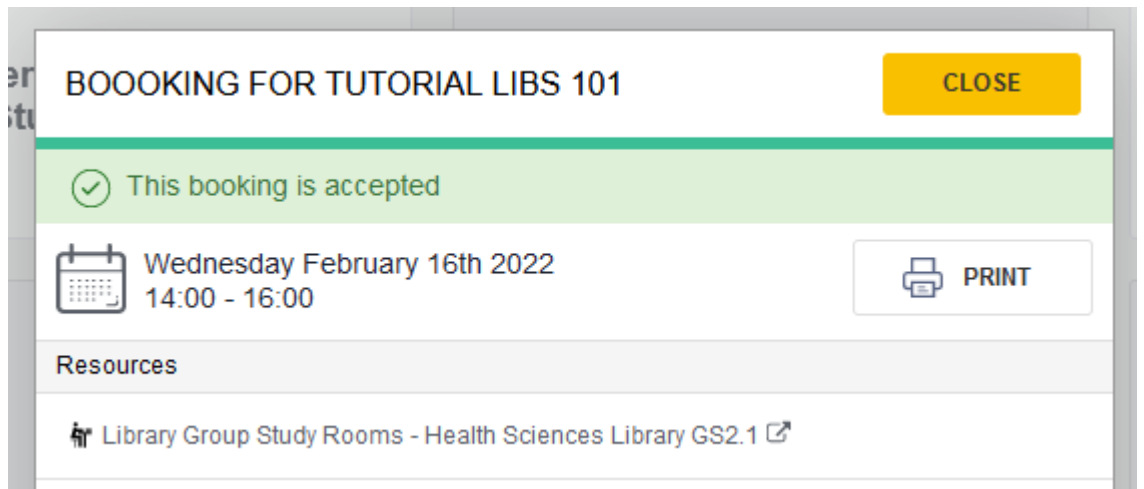 BOOOKING FOR TUTORIAL LIBS 101
CLOSE
This booking is accepted
Wednesday February 16th 2022
14:00 - 16:00
PRINT
Resources
Library Group Study Rooms - Health Sciences Library GS2.1